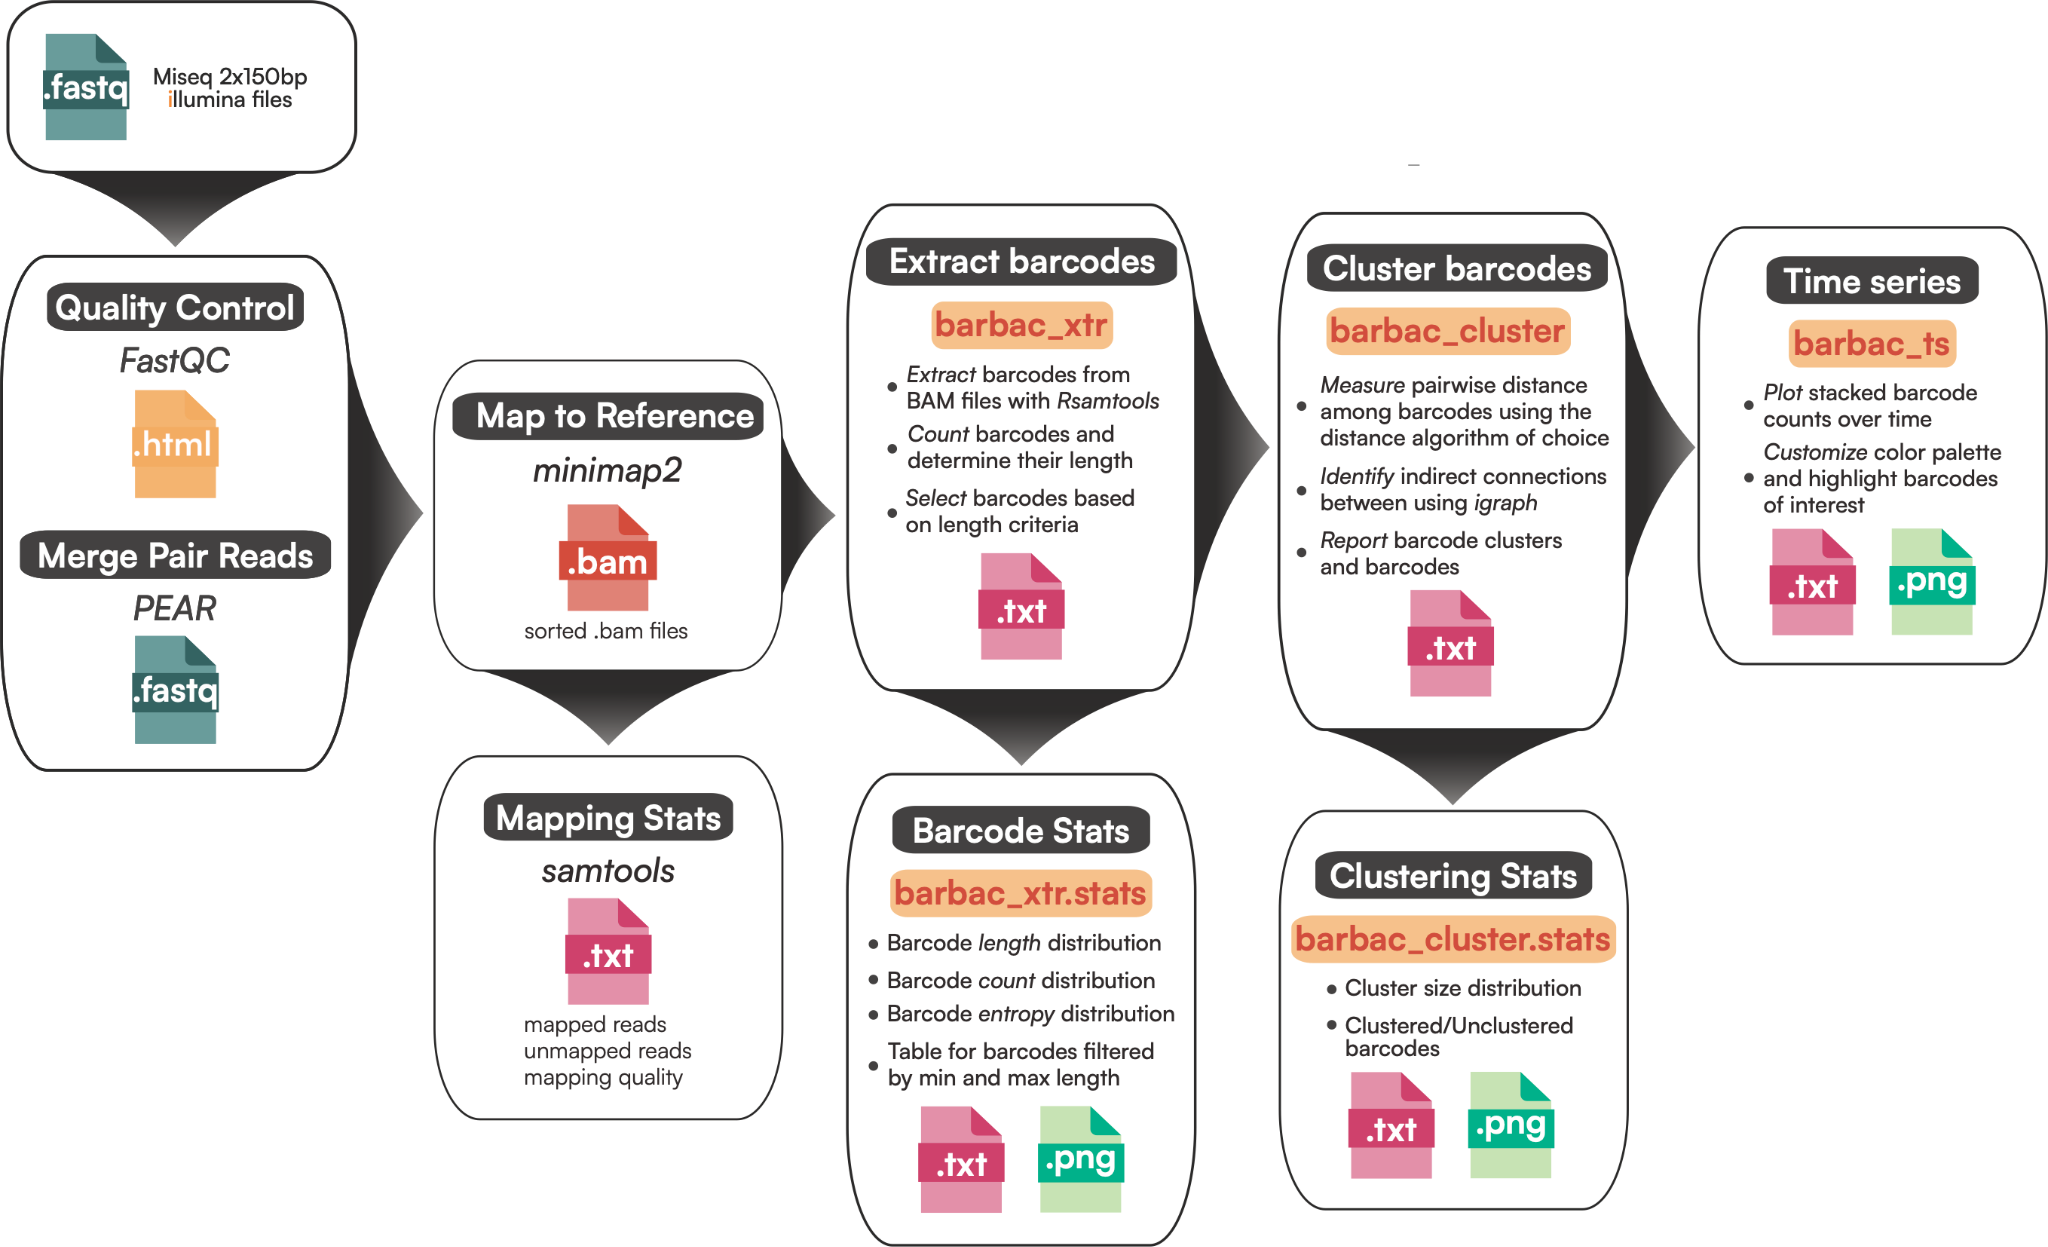 .fastq
Miseq 2x150bp
illumina files
Quality Control
FastQC
.html
Merge Pair Reads
PEAR
.fastq
Map to Reference
minimap2
.bam
sorted .bam files
Mapping Stats
samtools
.txt
mapped reads
unmapped reads
mapping quality
Extract barcodes
barbac_xtr
• Extract barcodes from
BAM files with Rsamtools
• Count barcodes and
determine their length
• Select barcodes based
on length criteria
.txt
Barcode Stats
barbac_xtr.stats
• Barcode length distribution
• Barcode count distribution
• Barcode entropy distribution
• Table for barcodes filtered
by min and max length
.txt
.png
Cluster barcodes
barbac_cluster
• Measure pairwise distance
among barcodes using the
distance algorithm of choice
• Identify indirect connections
between using igraph
• Report barcode clusters
and barcodes
.txt
Clustering Stats
barbac_cluster.stats
• Cluster size distribution
• Clustered/Unclustered
barcodes
.txt
.png
Time series
barbac_ts
• Plot stacked barcode
counts over time
• Customize color palette
and highlight barcodes
of interest
.txt
.png